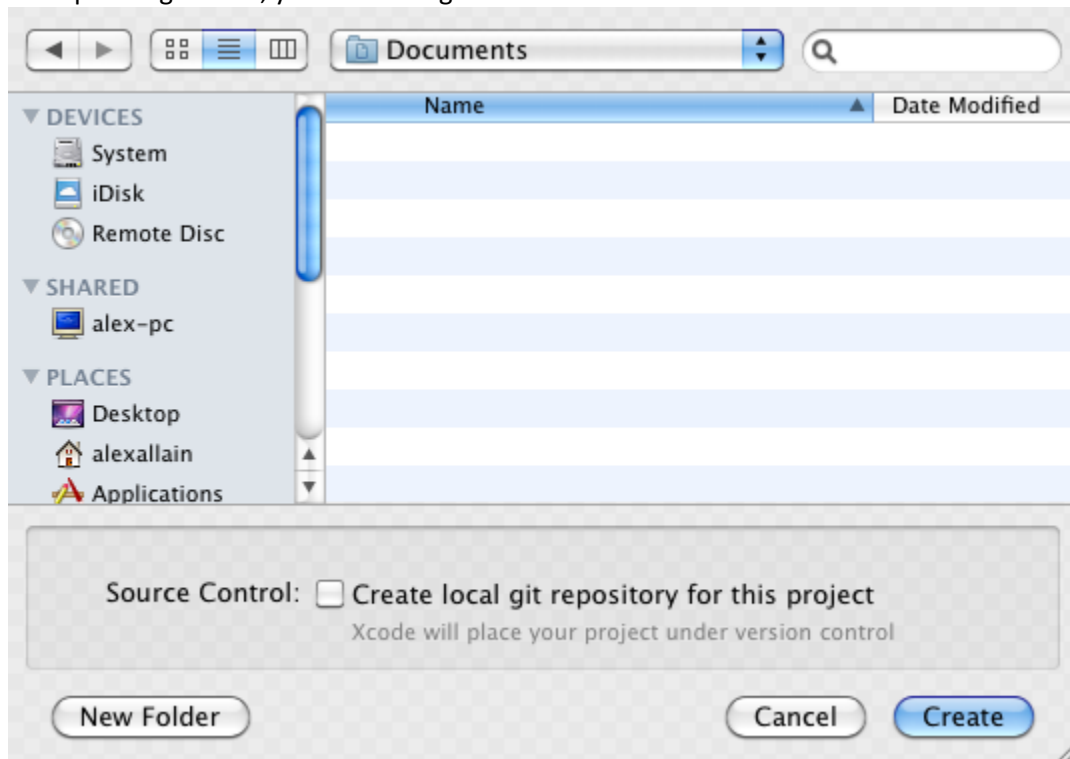 Documents
Name
Date Modified
DEVICES
System
iDisk
Remote Disc
SHARED
alex-pc
PLACES
Desktop
alexallain
Applications
Source Control: Create local git repository for this project
Xcode will place your project under version control
New Folder
Cancel
Create